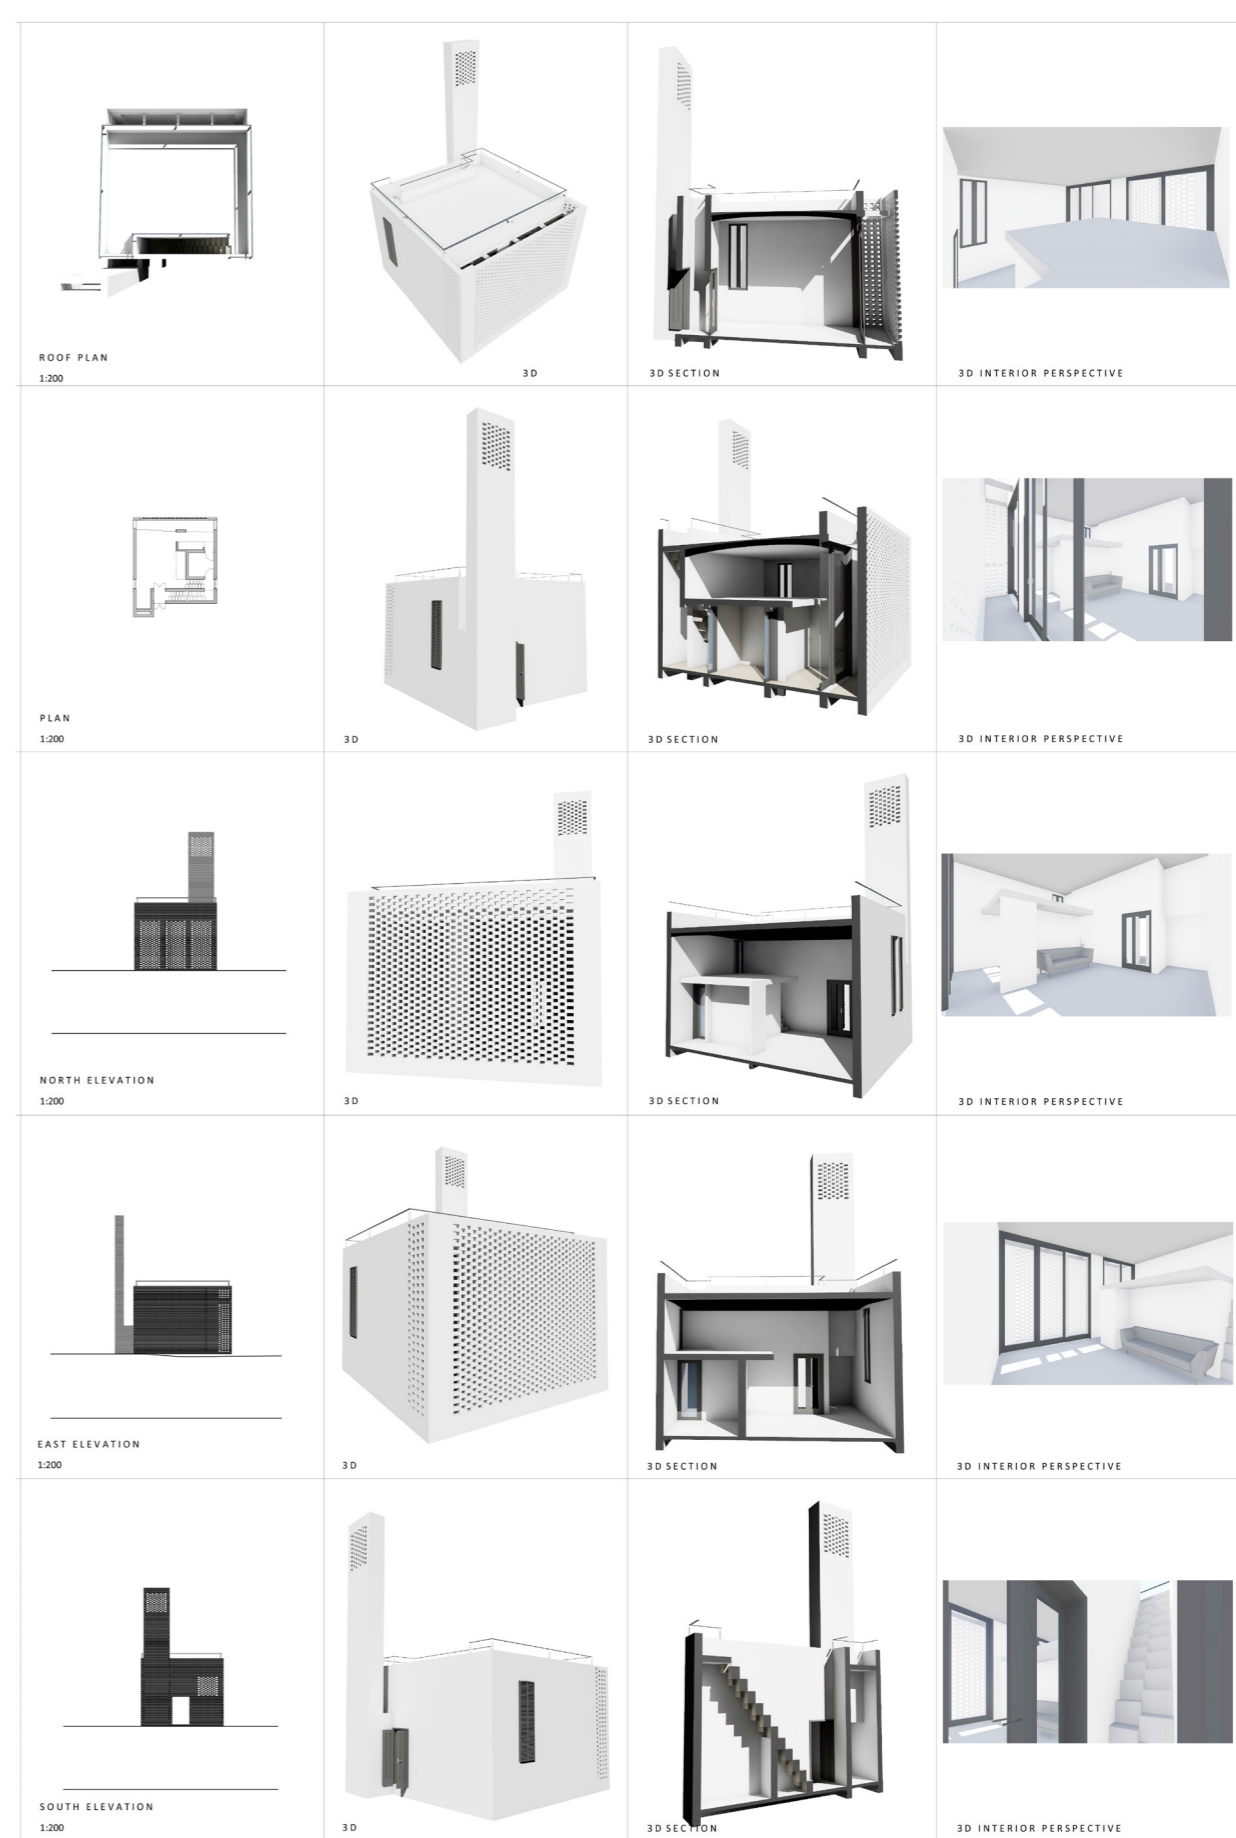 ROOF PLAN
1:200
3D
3D SECTION
3D INTERIOR PERSPECTIVE
PLAN
1:200
3D
3D SECTION
3D INTERIOR PERSPECTIVE
NORTH ELEVATION
1:200
3D
3D SECTION
3D INTERIOR PERSPECTIVE
EAST ELEVATION
1:200
3D
3D SECTION
3D INTERIOR PERSPECTIVE
SOUTH ELEVATION
1:200
3D
3D SECTION
3D INTERIOR PERSPECTIVE